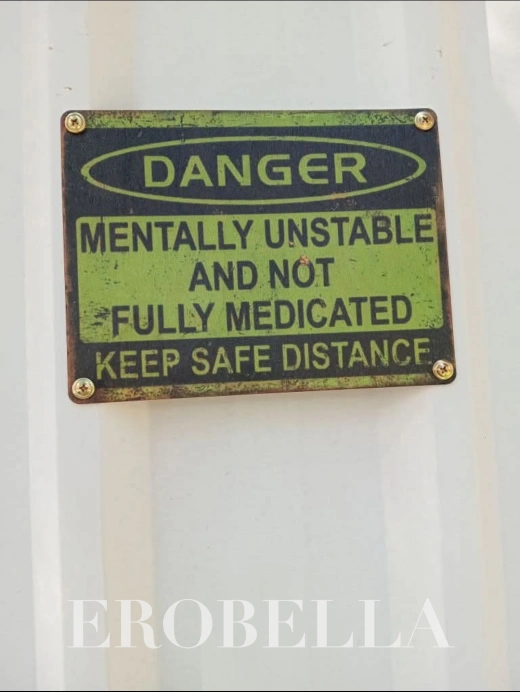 DANGER
MENTALLY UNSTABLE
AND NOT
FULLY MEDICATED
KEEP SAFE DISTANCE
EROBELLA